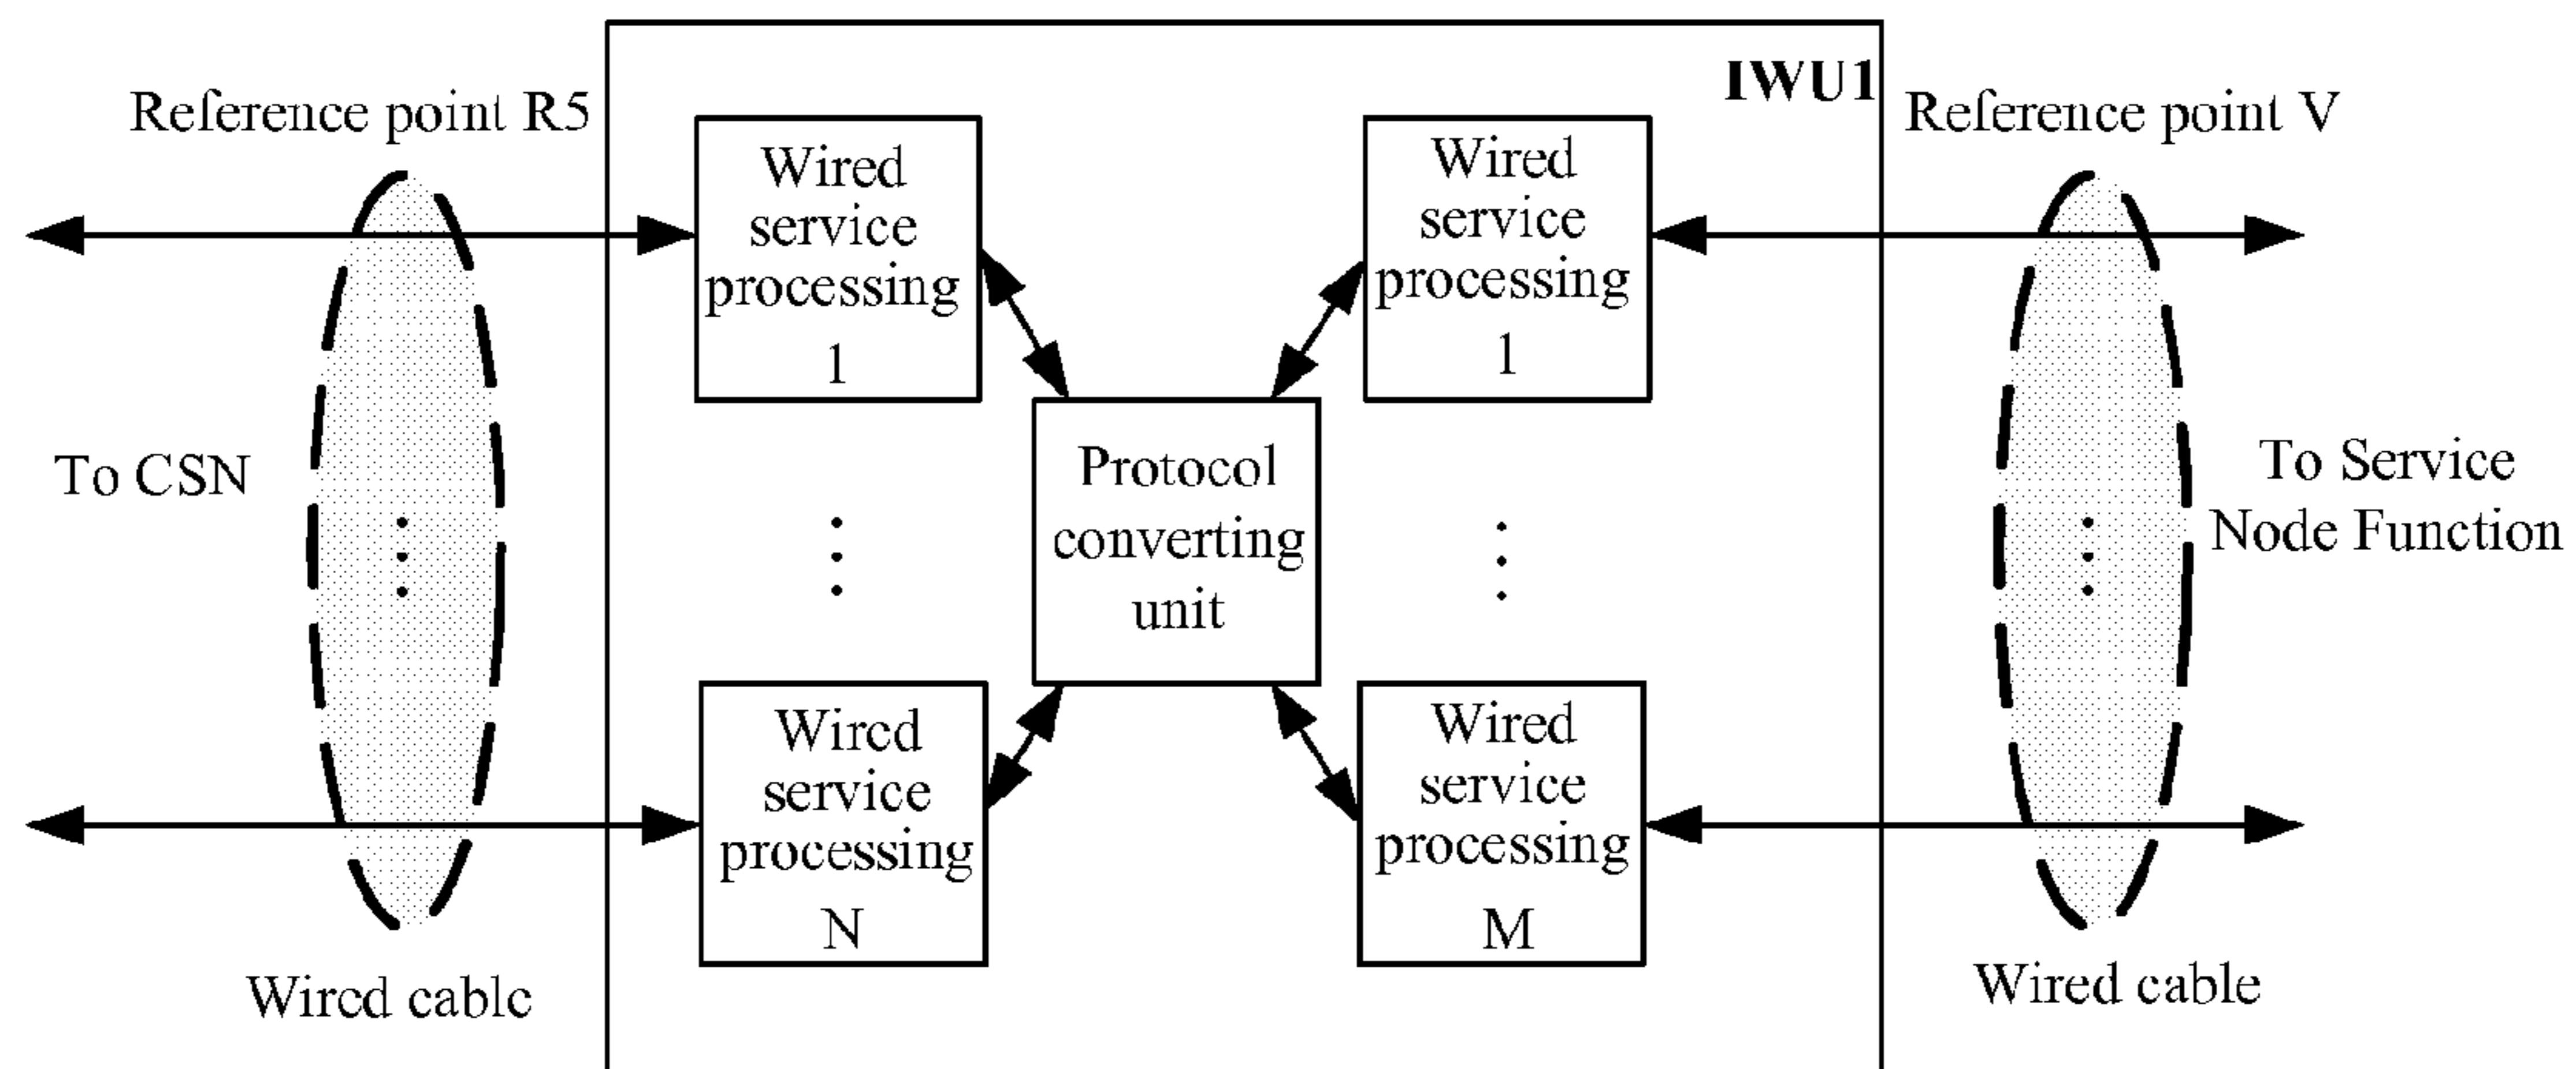 IWU1
Reference point R5
Reference point V
Wired
service
processing
1
Wired
service
processing
1
To CSN
Protocol
converting
unit
To Service
Node Function
Wired
service
processing
N
Wired
service
processing
M
Wired cable
Wired cable